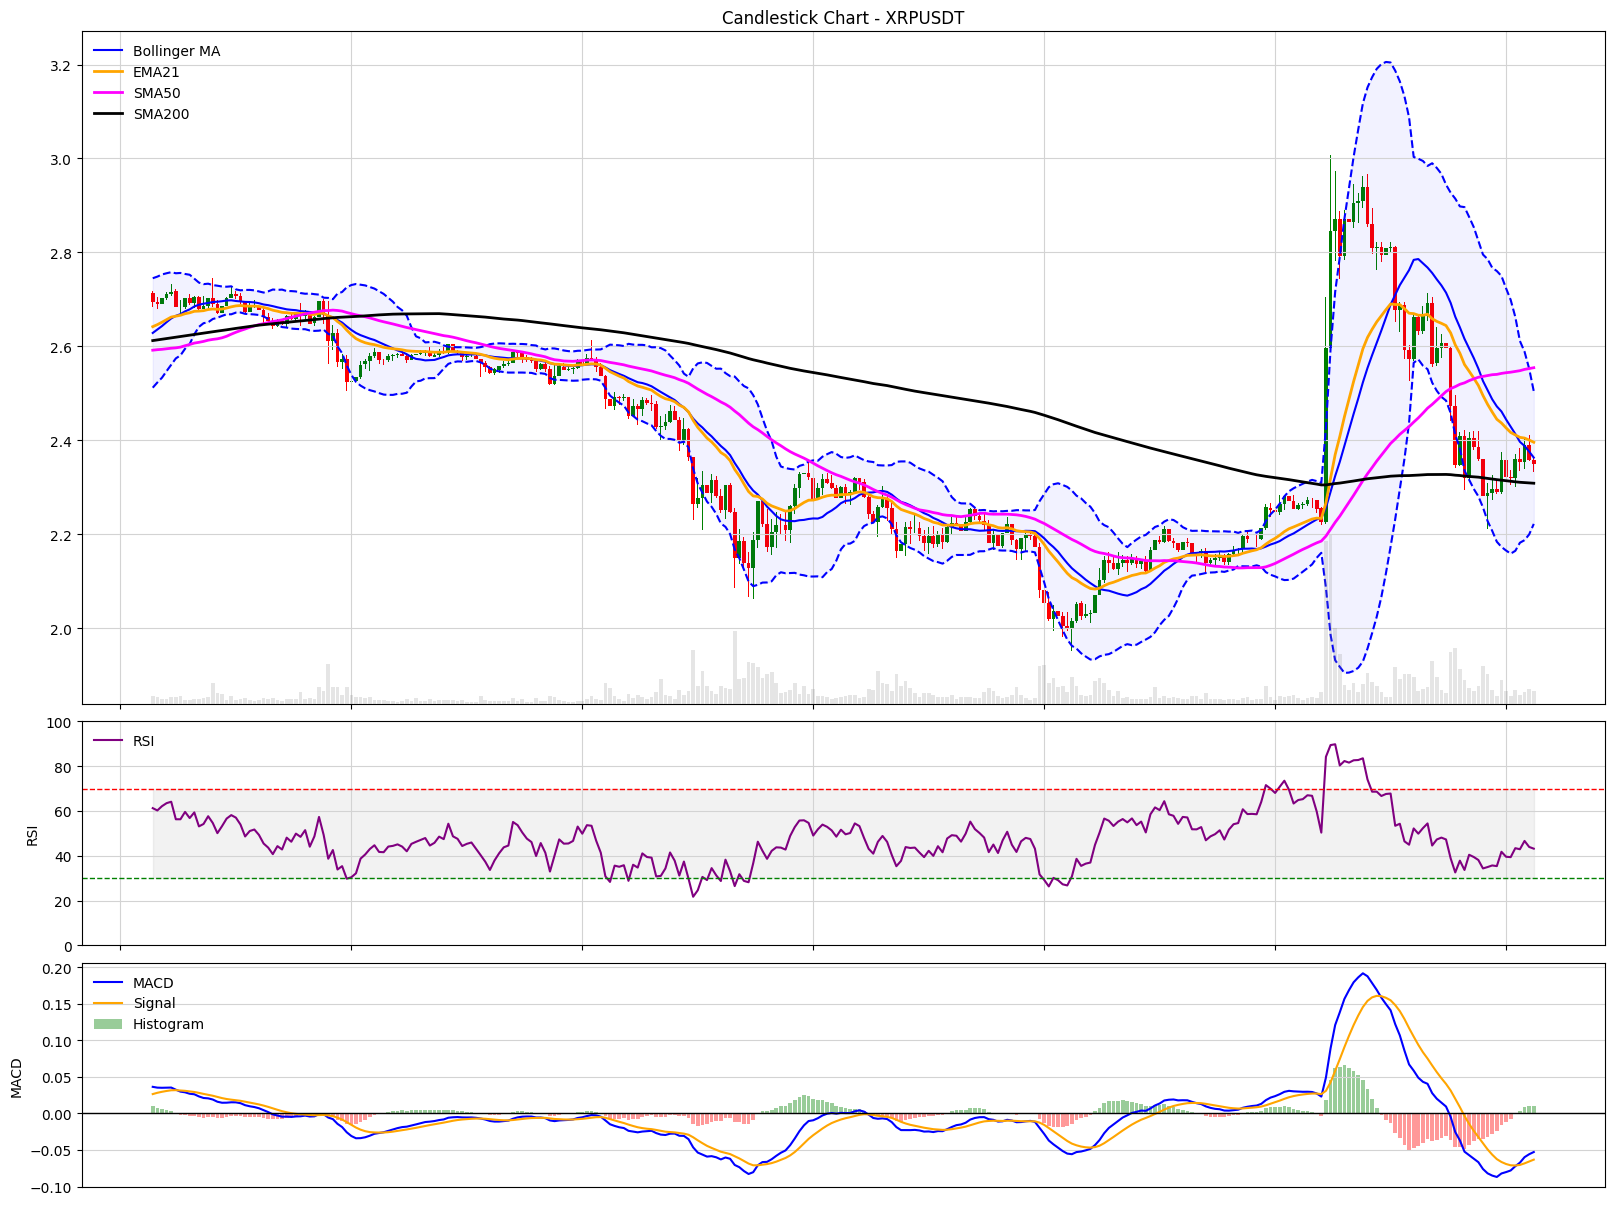 Candlestick Chart - XRPUSDT
Bollinger MA
EMA21
SMA50
SMA200
3.2
3.0
2.8
2.6
2.4
2.2
2.0
RSI
100
80
60
40
20
0
RSI
MACD
Signal
Histogram
0.20
0.15
0.10
0.05
0.00
−0.05
−0.10
MACD